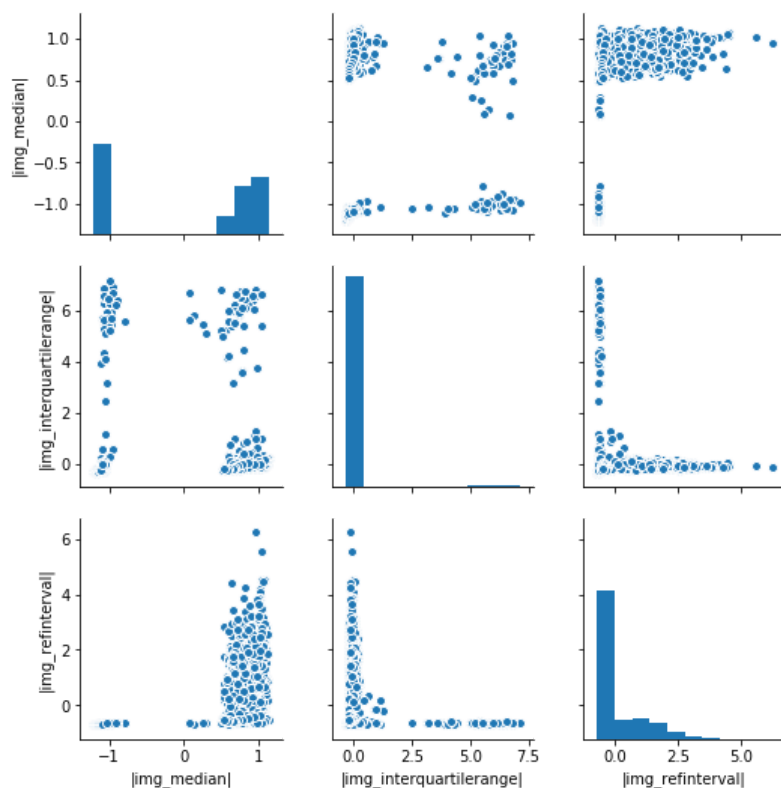 |img_median|
1.0
0.5
0.0
−0.5
−1.0
|img_interquartilerange|
6
4
2
0
|img_refinterval|
6
4
2
0
−1 0 1
0.0 2.5 5.0 7.5
0.0 2.5 5.0
|img_median| |img_interquartilerange| |img_refinterval|